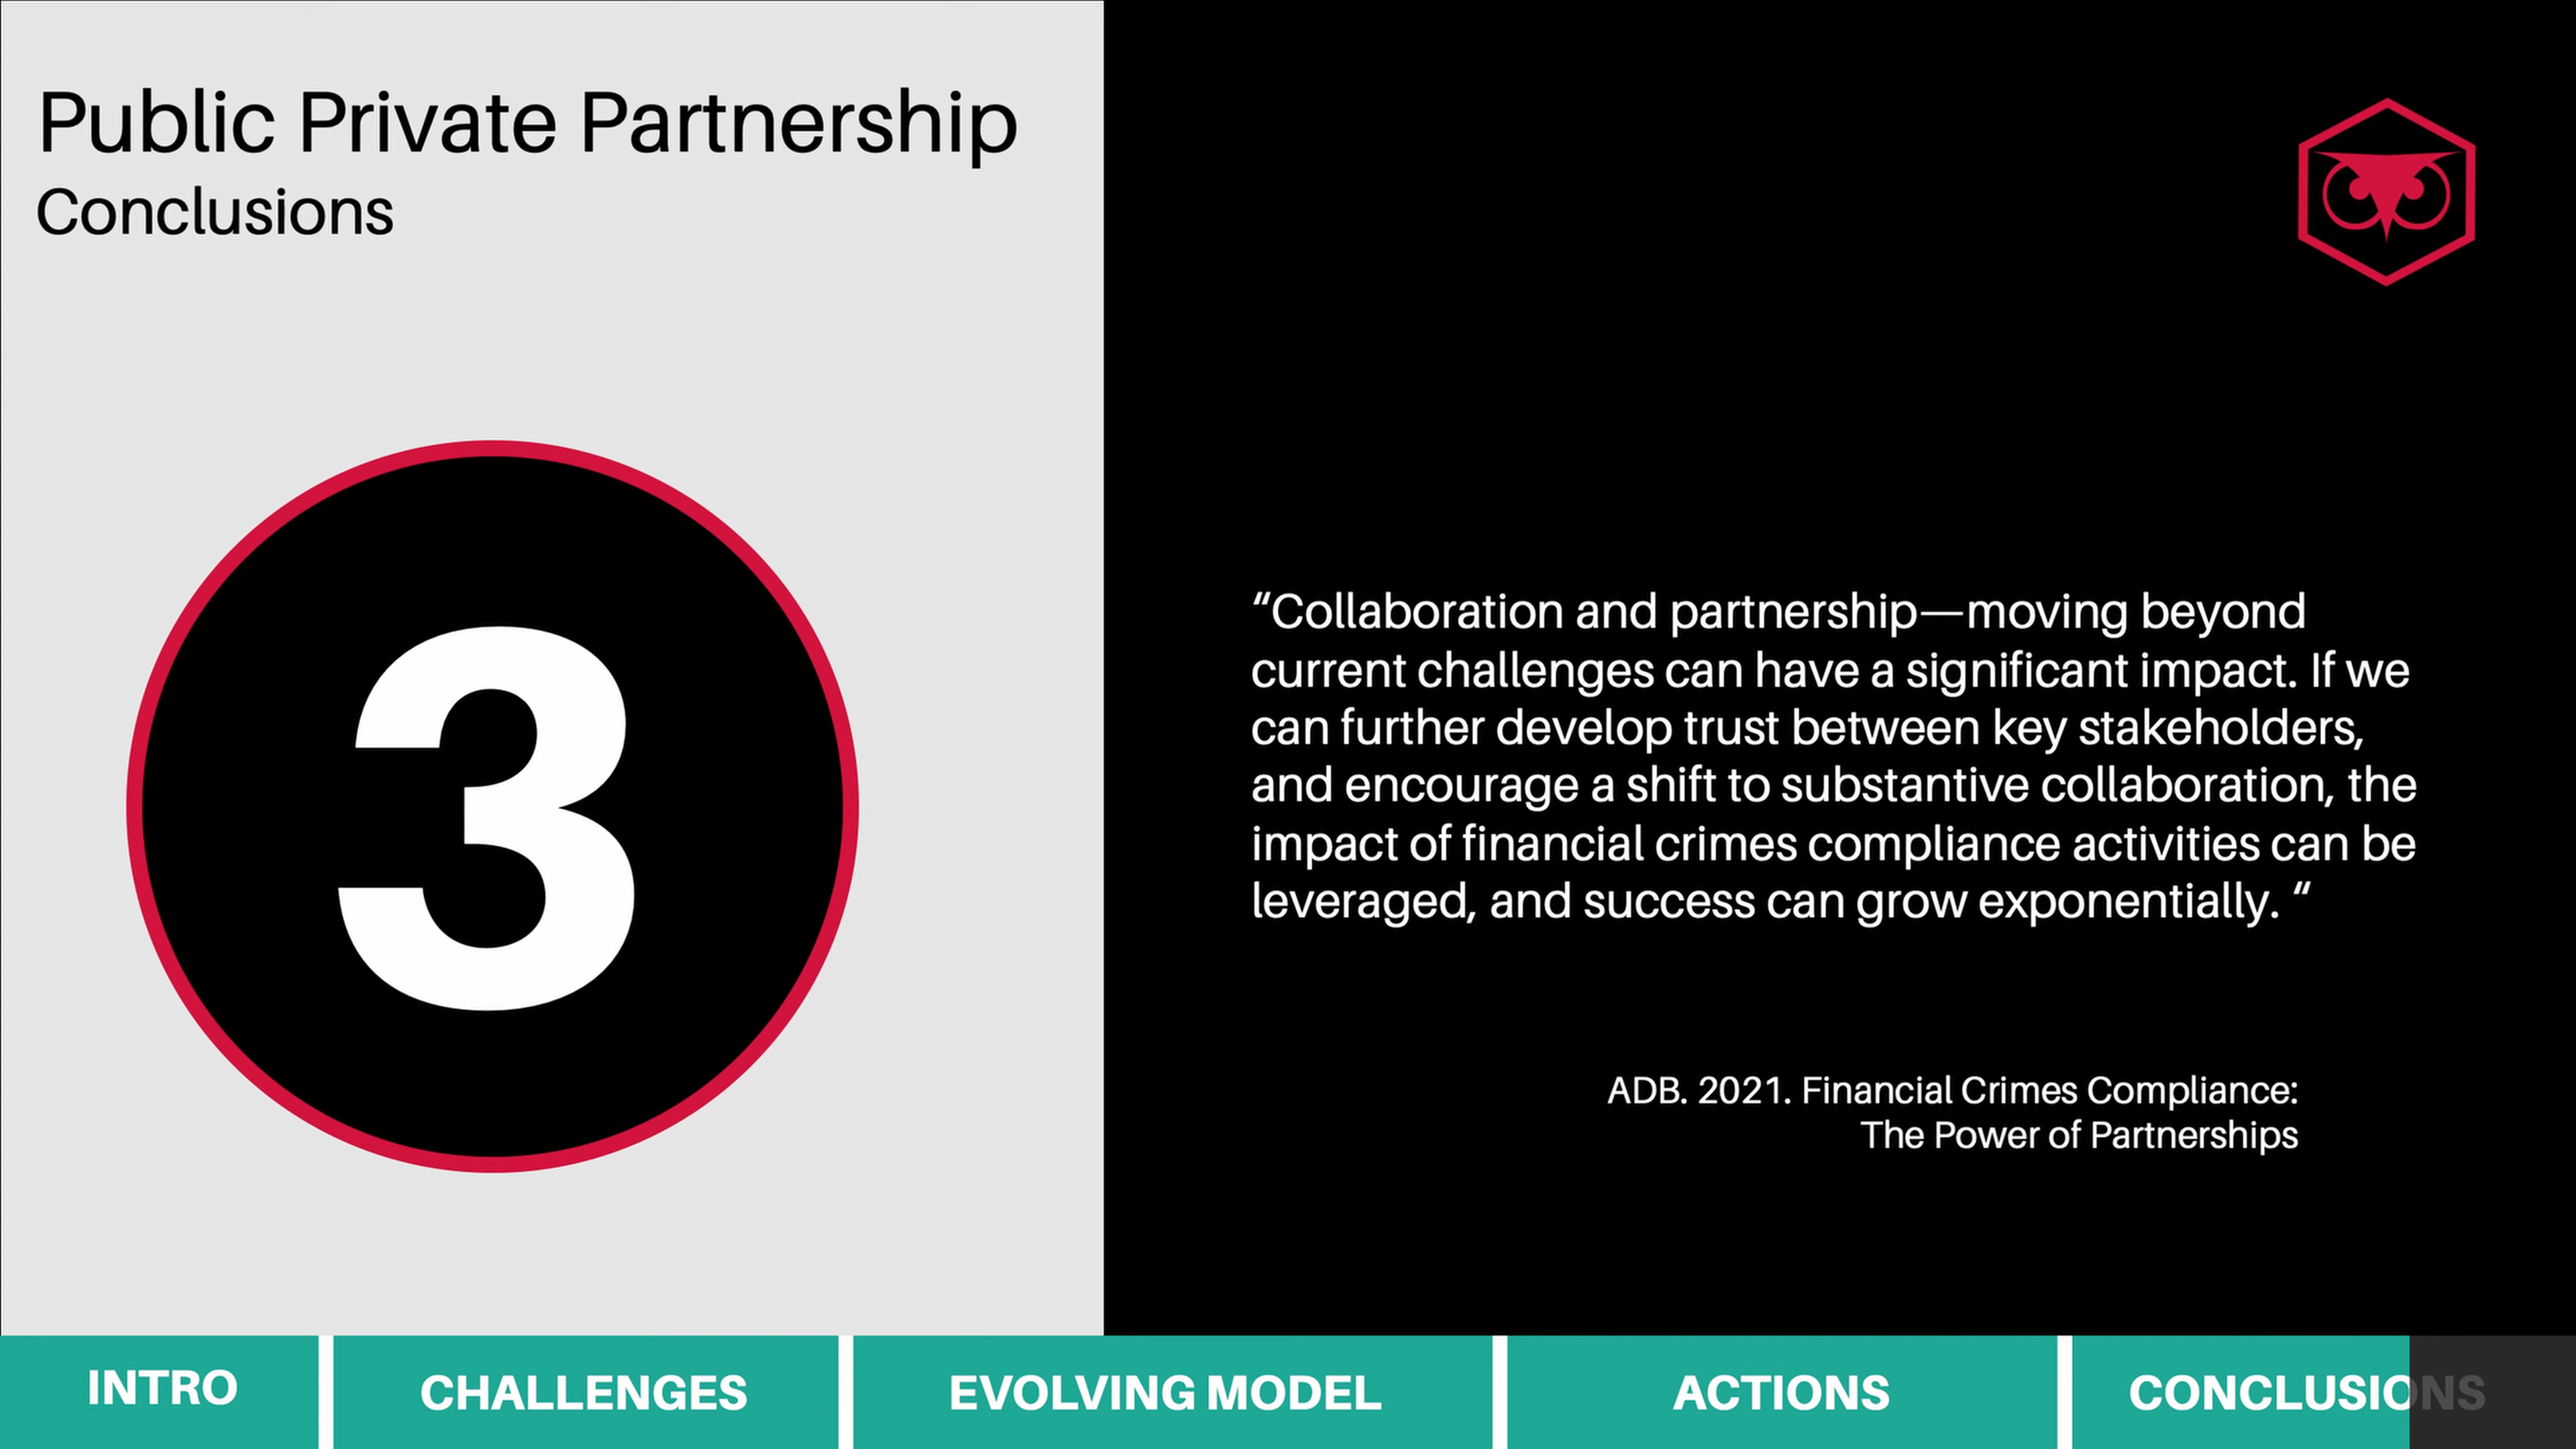 Public Private Partnership
Conclusions
3
“Collaboration and partnership—moving beyond
current challenges can have a significant impact. If we
can further develop trust between key stakeholders,
and encourage a shift to substantive collaboration, the
impact of financial crimes compliance activities can be
leveraged, and success can grow exponentially. “
ADB. 2021. Financial Crimes Compliance:
The Power of Partnerships
INTRO
CHALLENGES
EVOLVING MODEL
ACTIONS
CONCLUSIONS